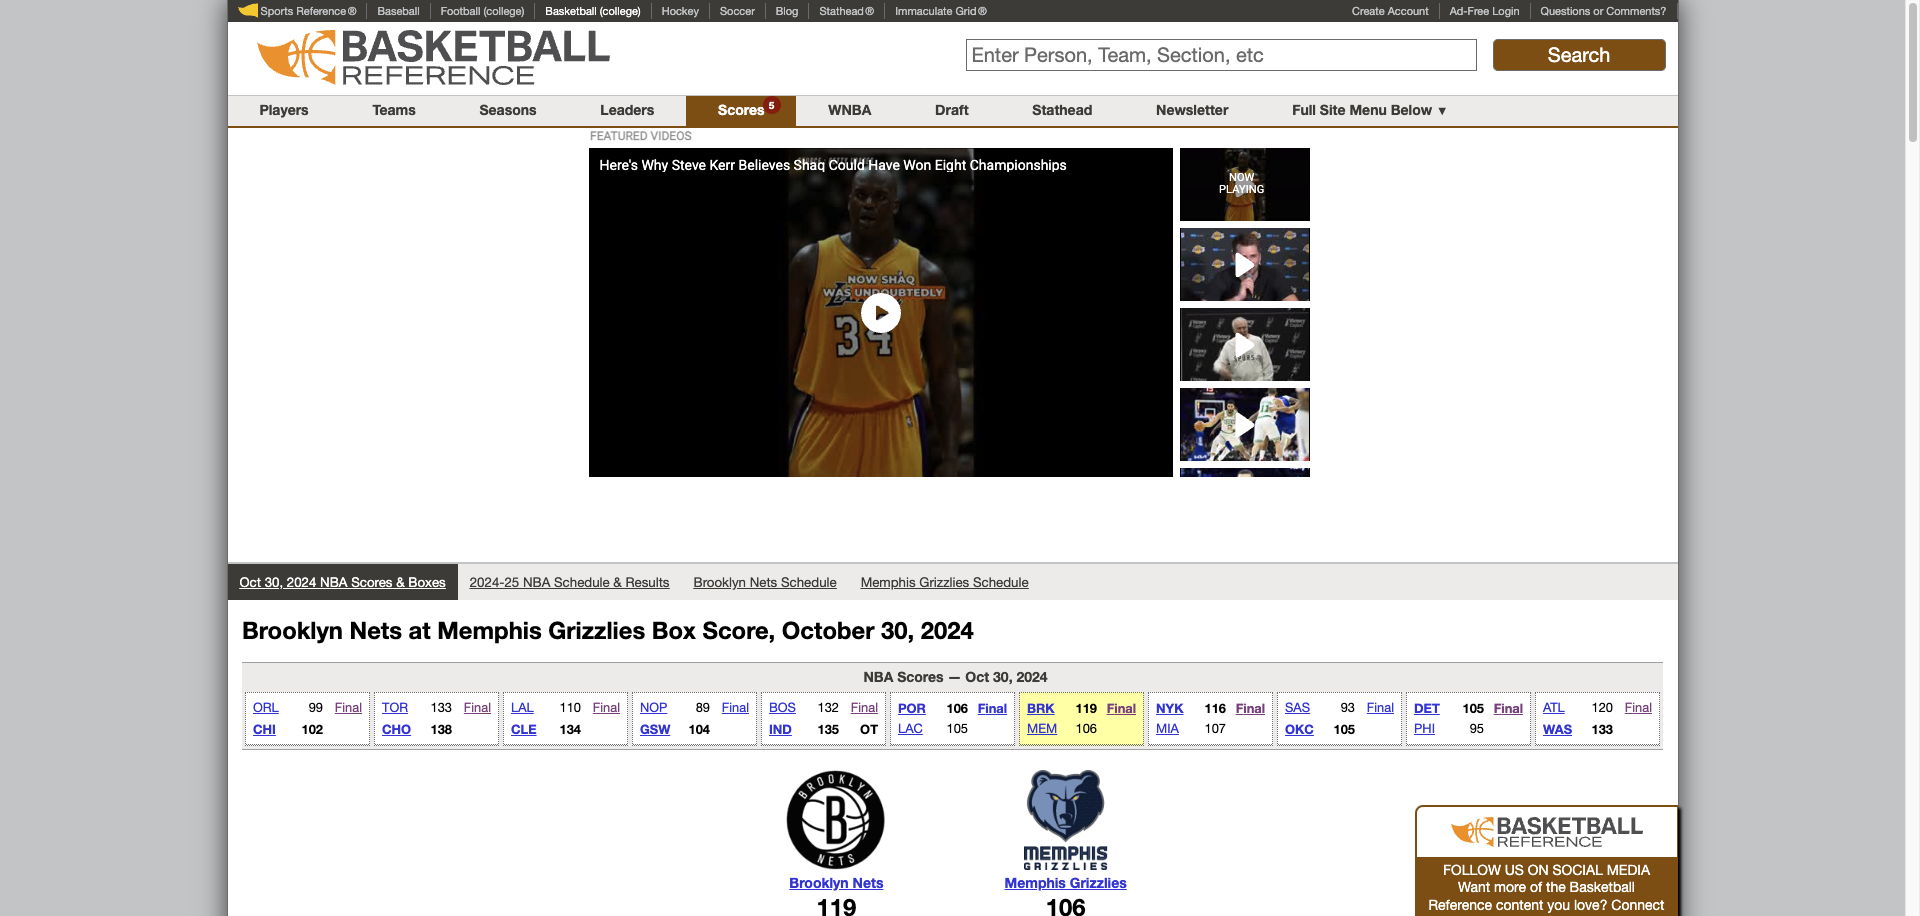 Sports Reference® Baseball Football (college) Basketball (college) Hockey Soccer Blog Stathead® Immaculate Grid® Create Account Ad-Free Login Questions or Comments?
BASKETBALL
REFERENCE
Enter Person, Team, Section, etc Search
Players Teams Seasons Leaders Scores 5 WNBA Draft Stathead Newsletter Full Site Menu Below ▼
FEATURED VIDEOS
Here's Why Steve Kerr Believes Shaq Could Have Won Eight Championships
NOW SHAQ
WAS UNDOUBTEDLY
34
NOW
PLAYING
Oct 30, 2024 NBA Scores & Boxes 2024-25 NBA Schedule & Results Brooklyn Nets Schedule Memphis Grizzlies Schedule
Brooklyn Nets at Memphis Grizzlies Box Score, October 30, 2024
NBA Scores — Oct 30, 2024
ORL 99 Final TOR 133 Final LAL 110 Final NOP 89 Final BOS 132 Final POR 106 Final BRK 119 Final NYK 116 Final SAS 93 Final DET 105 Final ATL 120 Final
CHI 102 CHO 138 CLE 134 GSW 104 IND 135 OT LAC 105 MEM 106 MIA 107 OKC 105 PHI 95 WAS 133
BROOKLYN
B
NETS
MEMPHIS
GRIZZLIES
Brooklyn Nets Memphis Grizzlies
119 106
BASKETBALL
REFERENCE
FOLLOW US ON SOCIAL MEDIA
Want more of the Basketball
Reference content you love? Connect